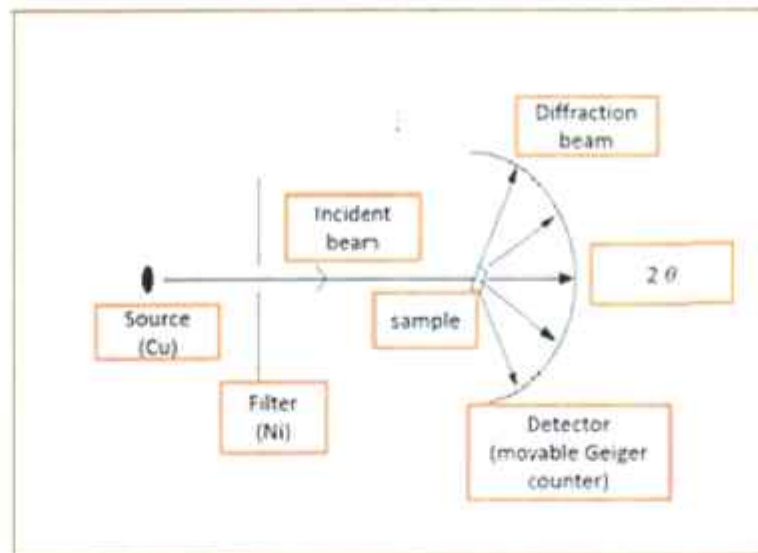 Diffraction
beam
Incident
beam
2 θ
Source
(Cu)
sample
Filter
(Ni)
Detector
(movable Geiger
counter)